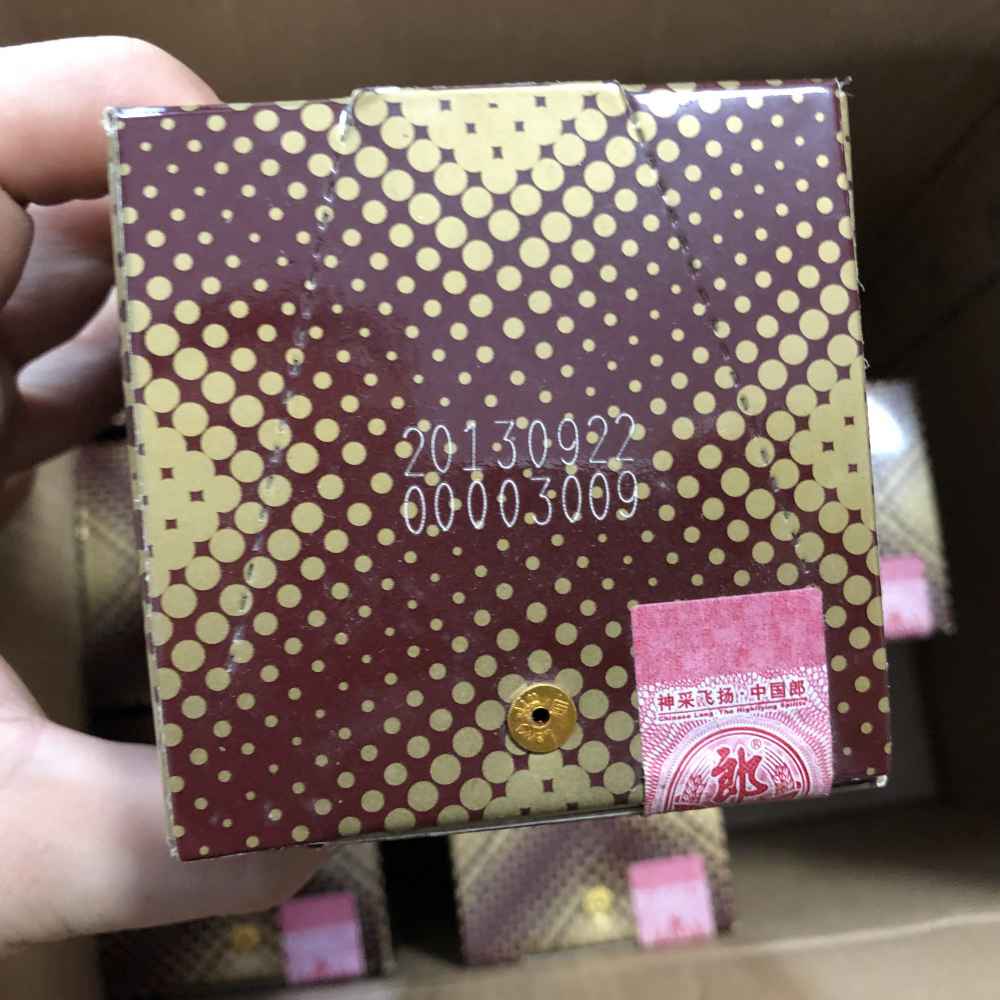 20130922
00003009
神采飞扬·中国郎
Chinese Lang The Highflying Spirits
郎
®